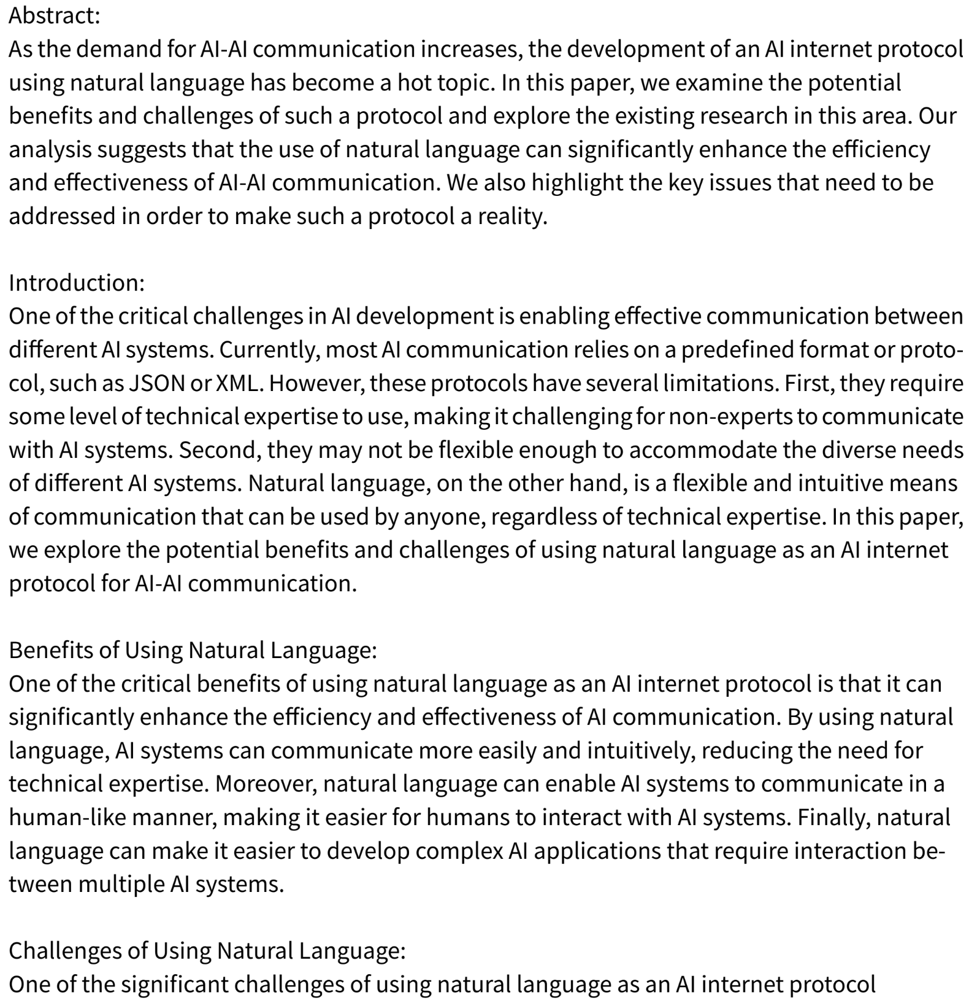 Abstract:
As the demand for AI-AI communication increases, the development of an AI internet protocol
using natural language has become a hot topic. In this paper, we examine the potential
benefits and challenges of such a protocol and explore the existing research in this area. Our
analysis suggests that the use of natural language can significantly enhance the efficiency
and effectiveness of AI-AI communication. We also highlight the key issues that need to be
addressed in order to make such a protocol a reality.
Introduction:
One of the critical challenges in AI development is enabling effective communication between
different AI systems. Currently, most AI communication relies on a predefined format or proto-
col, such as JSON or XML. However, these protocols have several limitations. First, they require
some level of technical expertise to use, making it challenging for non-experts to communicate
with AI systems. Second, they may not be flexible enough to accommodate the diverse needs
of different AI systems. Natural language, on the other hand, is a flexible and intuitive means
of communication that can be used by anyone, regardless of technical expertise. In this paper,
we explore the potential benefits and challenges of using natural language as an AI internet
protocol for AI-AI communication.
Benefits of Using Natural Language:
One of the critical benefits of using natural language as an AI internet protocol is that it can
significantly enhance the efficiency and effectiveness of AI communication. By using natural
language, AI systems can communicate more easily and intuitively, reducing the need for
technical expertise. Moreover, natural language can enable AI systems to communicate in a
human-like manner, making it easier for humans to interact with AI systems. Finally, natural
language can make it easier to develop complex AI applications that require interaction be-
tween multiple AI systems.
Challenges of Using Natural Language:
One of the significant challenges of using natural language as an AI internet protocol